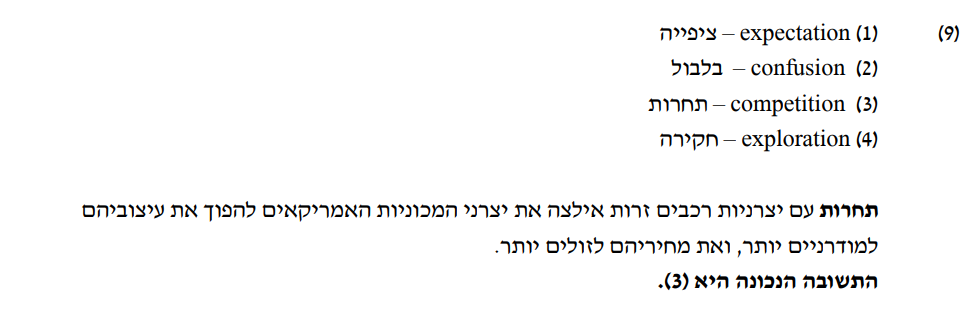 (9) (1) expectation – ציפייה
(2) confusion – בלבול
(3) competition – תחרות
(4) exploration – חקירה
תחרות עם יצרניות רכבים זרות אילצה את יצרני המכוניות האמריקאים להפוך את עיצוביהם
למודרניים יותר, ואת מחיריהם לזולים יותר.
התשובה הנכונה היא (3).